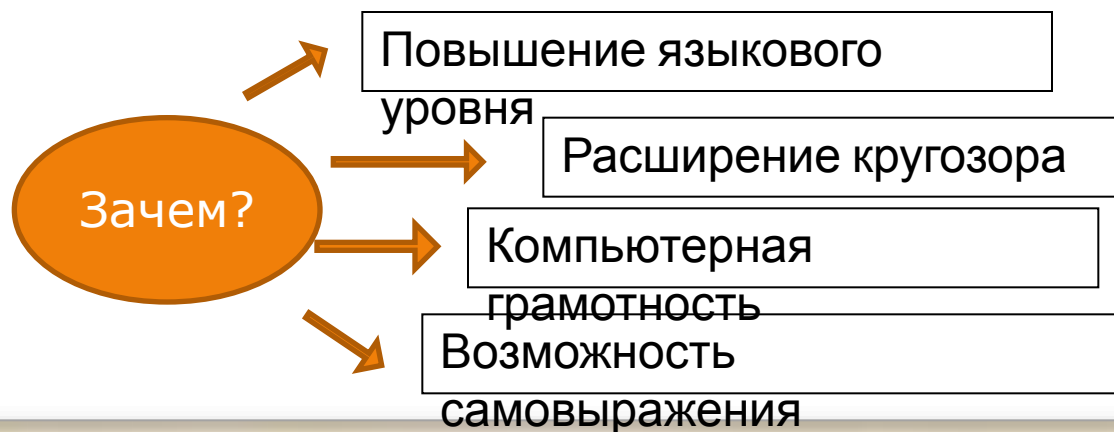 Повышение языкового
уровня
Расширение кругозора
Зачем?
Компьютерная
грамотность
Возможность
самовыражения